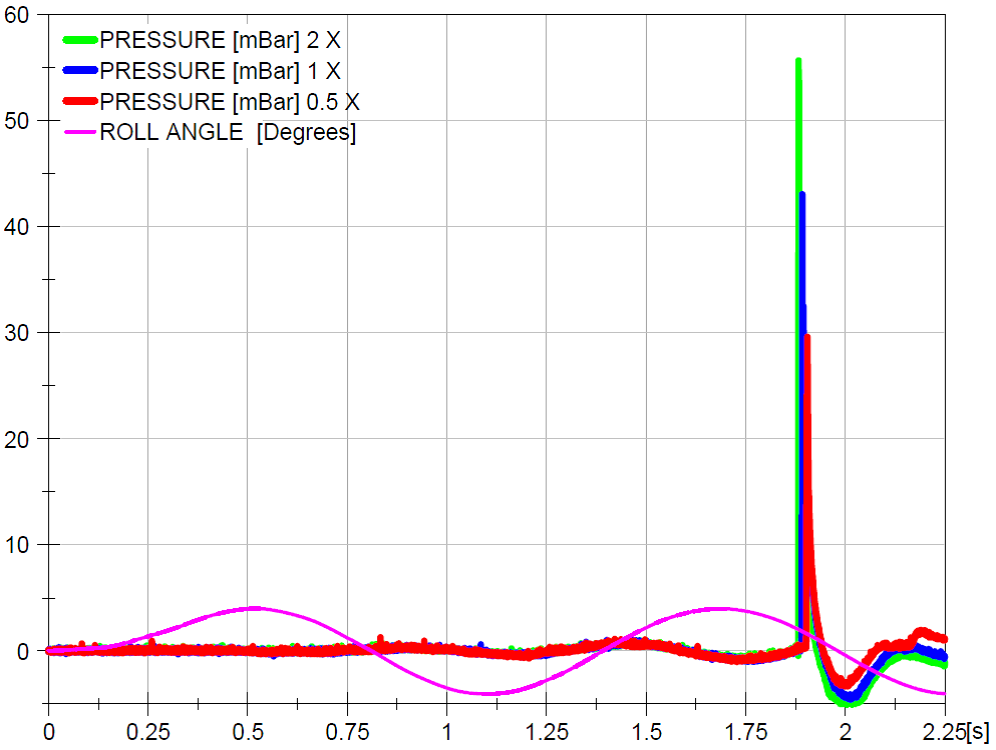 60
50
40
30
20
10
0
PRESSURE [mBar] 2 X
PRESSURE [mBar] 1 X
PRESSURE [mBar] 0.5 X
ROLL ANGLE [Degrees]
0 0.25 0.5 0.75 1 1.25 1.5 1.75 2 2.25[s]